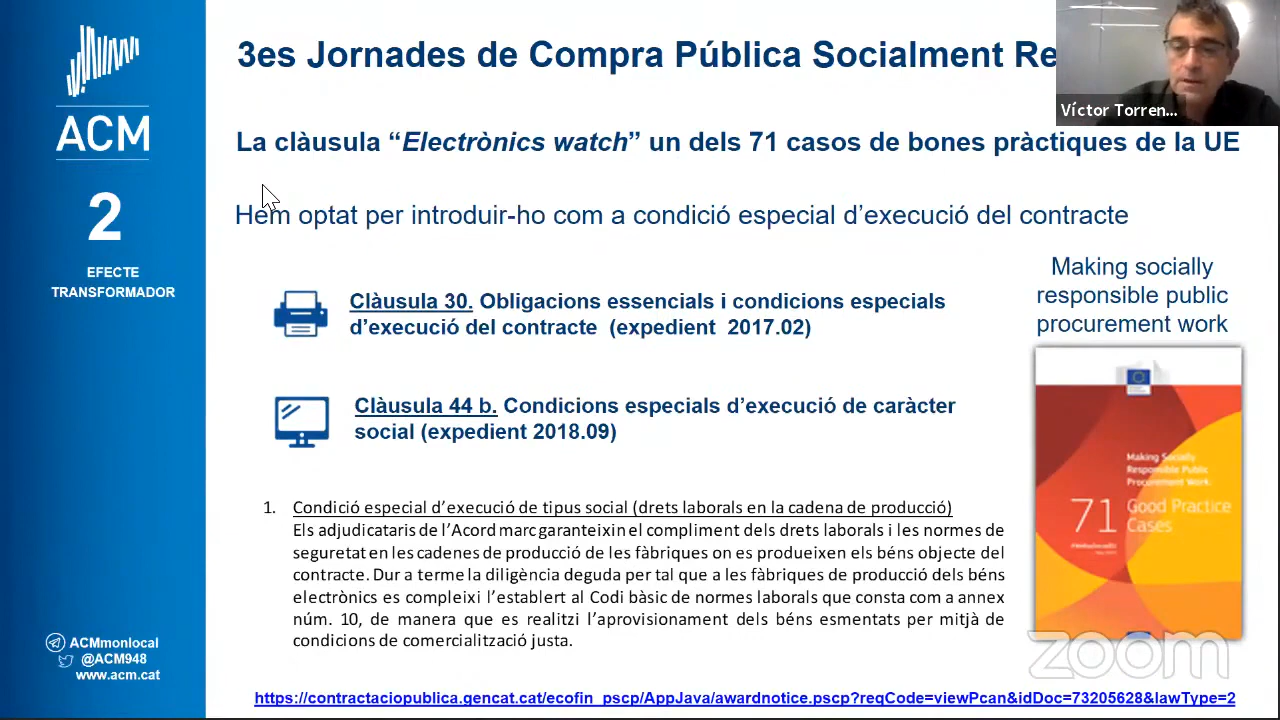 3es Jornades de Compra Pública Socialment Re
Víctor Torren...
ACM
La clàusula “Electrònics watch” un dels 71 casos de bones pràctiques de la UE
2
EFECTE
TRANSFORMADOR
Hem optat per introduir-ho com a condició especial d’execució del contracte
Making socially
responsible public
procurement work
Clàusula 30. Obligacions essencials i condicions especials
d’execució del contracte (expedient 2017.02)
Clàusula 44 b. Condicions especials d’execució de caràcter
social (expedient 2018.09)
Making Socially
Responsible Public
Procurement Work:
71 Good Practice
Cases
1. Condició especial d’execució de tipus social (drets laborals en la cadena de producció)
Els adjudicataris de l’Acord marc garanteixin el compliment dels drets laborals i les normes de
seguretat en les cadenes de producció de les fàbriques on es produeixen els béns objecte del
contracte. Dur a terme la diligència deguda per tal que a les fàbriques de producció dels béns
electrònics es compleixi l’establert al Codi bàsic de normes laborals que consta com a annex
núm. 10, de manera que es realitzi l’aprovisionament dels béns esmentats per mitjà de
condicions de comercialització justa.
ACMmonlocal
@ACM948
www.acm.cat
zoom
https://contractaciopublica.gencat.cat/ecofin_pscp/AppJava/awardnotice.pscp?reqCode=viewPcan&idDoc=73205628&lawType=2